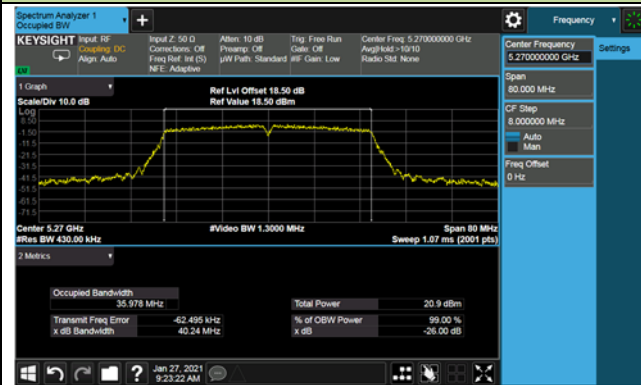 Spectrum Analyzer 1
Occupied BW
+
Frequency
KEYSIGHT
Input: RF
Coupling: DC
Align: Auto
Input Z: 50 Ω
Corrections: Off
Freq Ref: Int (S)
NFE: Adaptive
Atten: 10 dB
Preamp: Off
µW Path: Standard
Trig: Free Run
Gate: Off
#IF Gain: Low
Center Freq: 5.270000000 GHz
Avg|Hold:>10/10
Radio Std: None
Center Frequency
5.270000000 GHz
Settings
Span
80.000 MHz
CF Step
8.000000 MHz
Auto
Man
Freq Offset
0 Hz
1 Graph
Scale/Div 10.0 dB
Ref Lvl Offset 18.50 dB
Ref Value 18.50 dBm
Log
8.50
-1.50
-11.5
-21.5
-31.5
-41.5
-51.5
-61.5
-71.5
Center 5.27 GHz
#Res BW 430.00 kHz
#Video BW 1.3000 MHz
Span 80 MHz
Sweep 1.07 ms (2001 pts)
2 Metrics
Occupied Bandwidth
35.978 MHz
Transmit Freq Error -62.495 kHz
x dB Bandwidth 40.24 MHz
Total Power 20.9 dBm
% of OBW Power 99.00 %
x dB -26.00 dB
?
Jan 27, 2021
9:23:22 AM